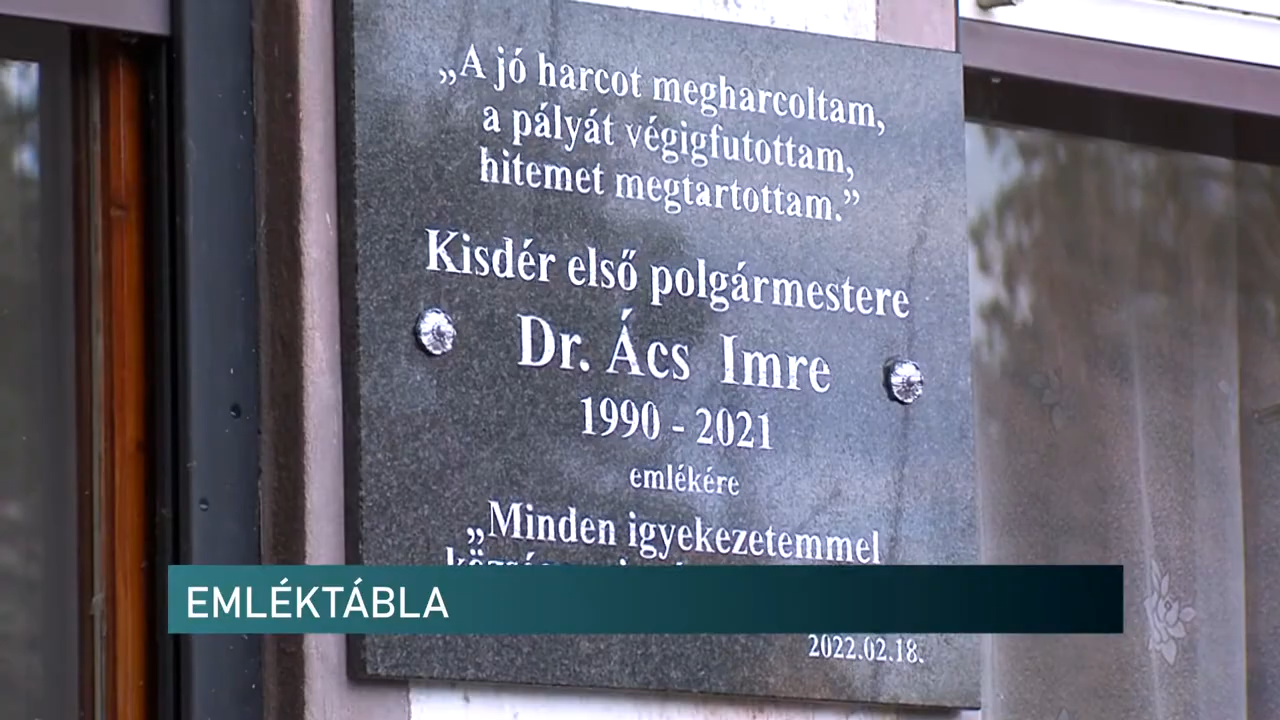 „A jó harcot megharcoltam,
a pályát végigfutottam,
hitemet megtartottam.”
Kisdér első polgármestere
Dr. Ács Imre
1990 - 2021
emlékére
„Minden igyekezetemmel
EMLÉKTÁBLA
2022.02.18.